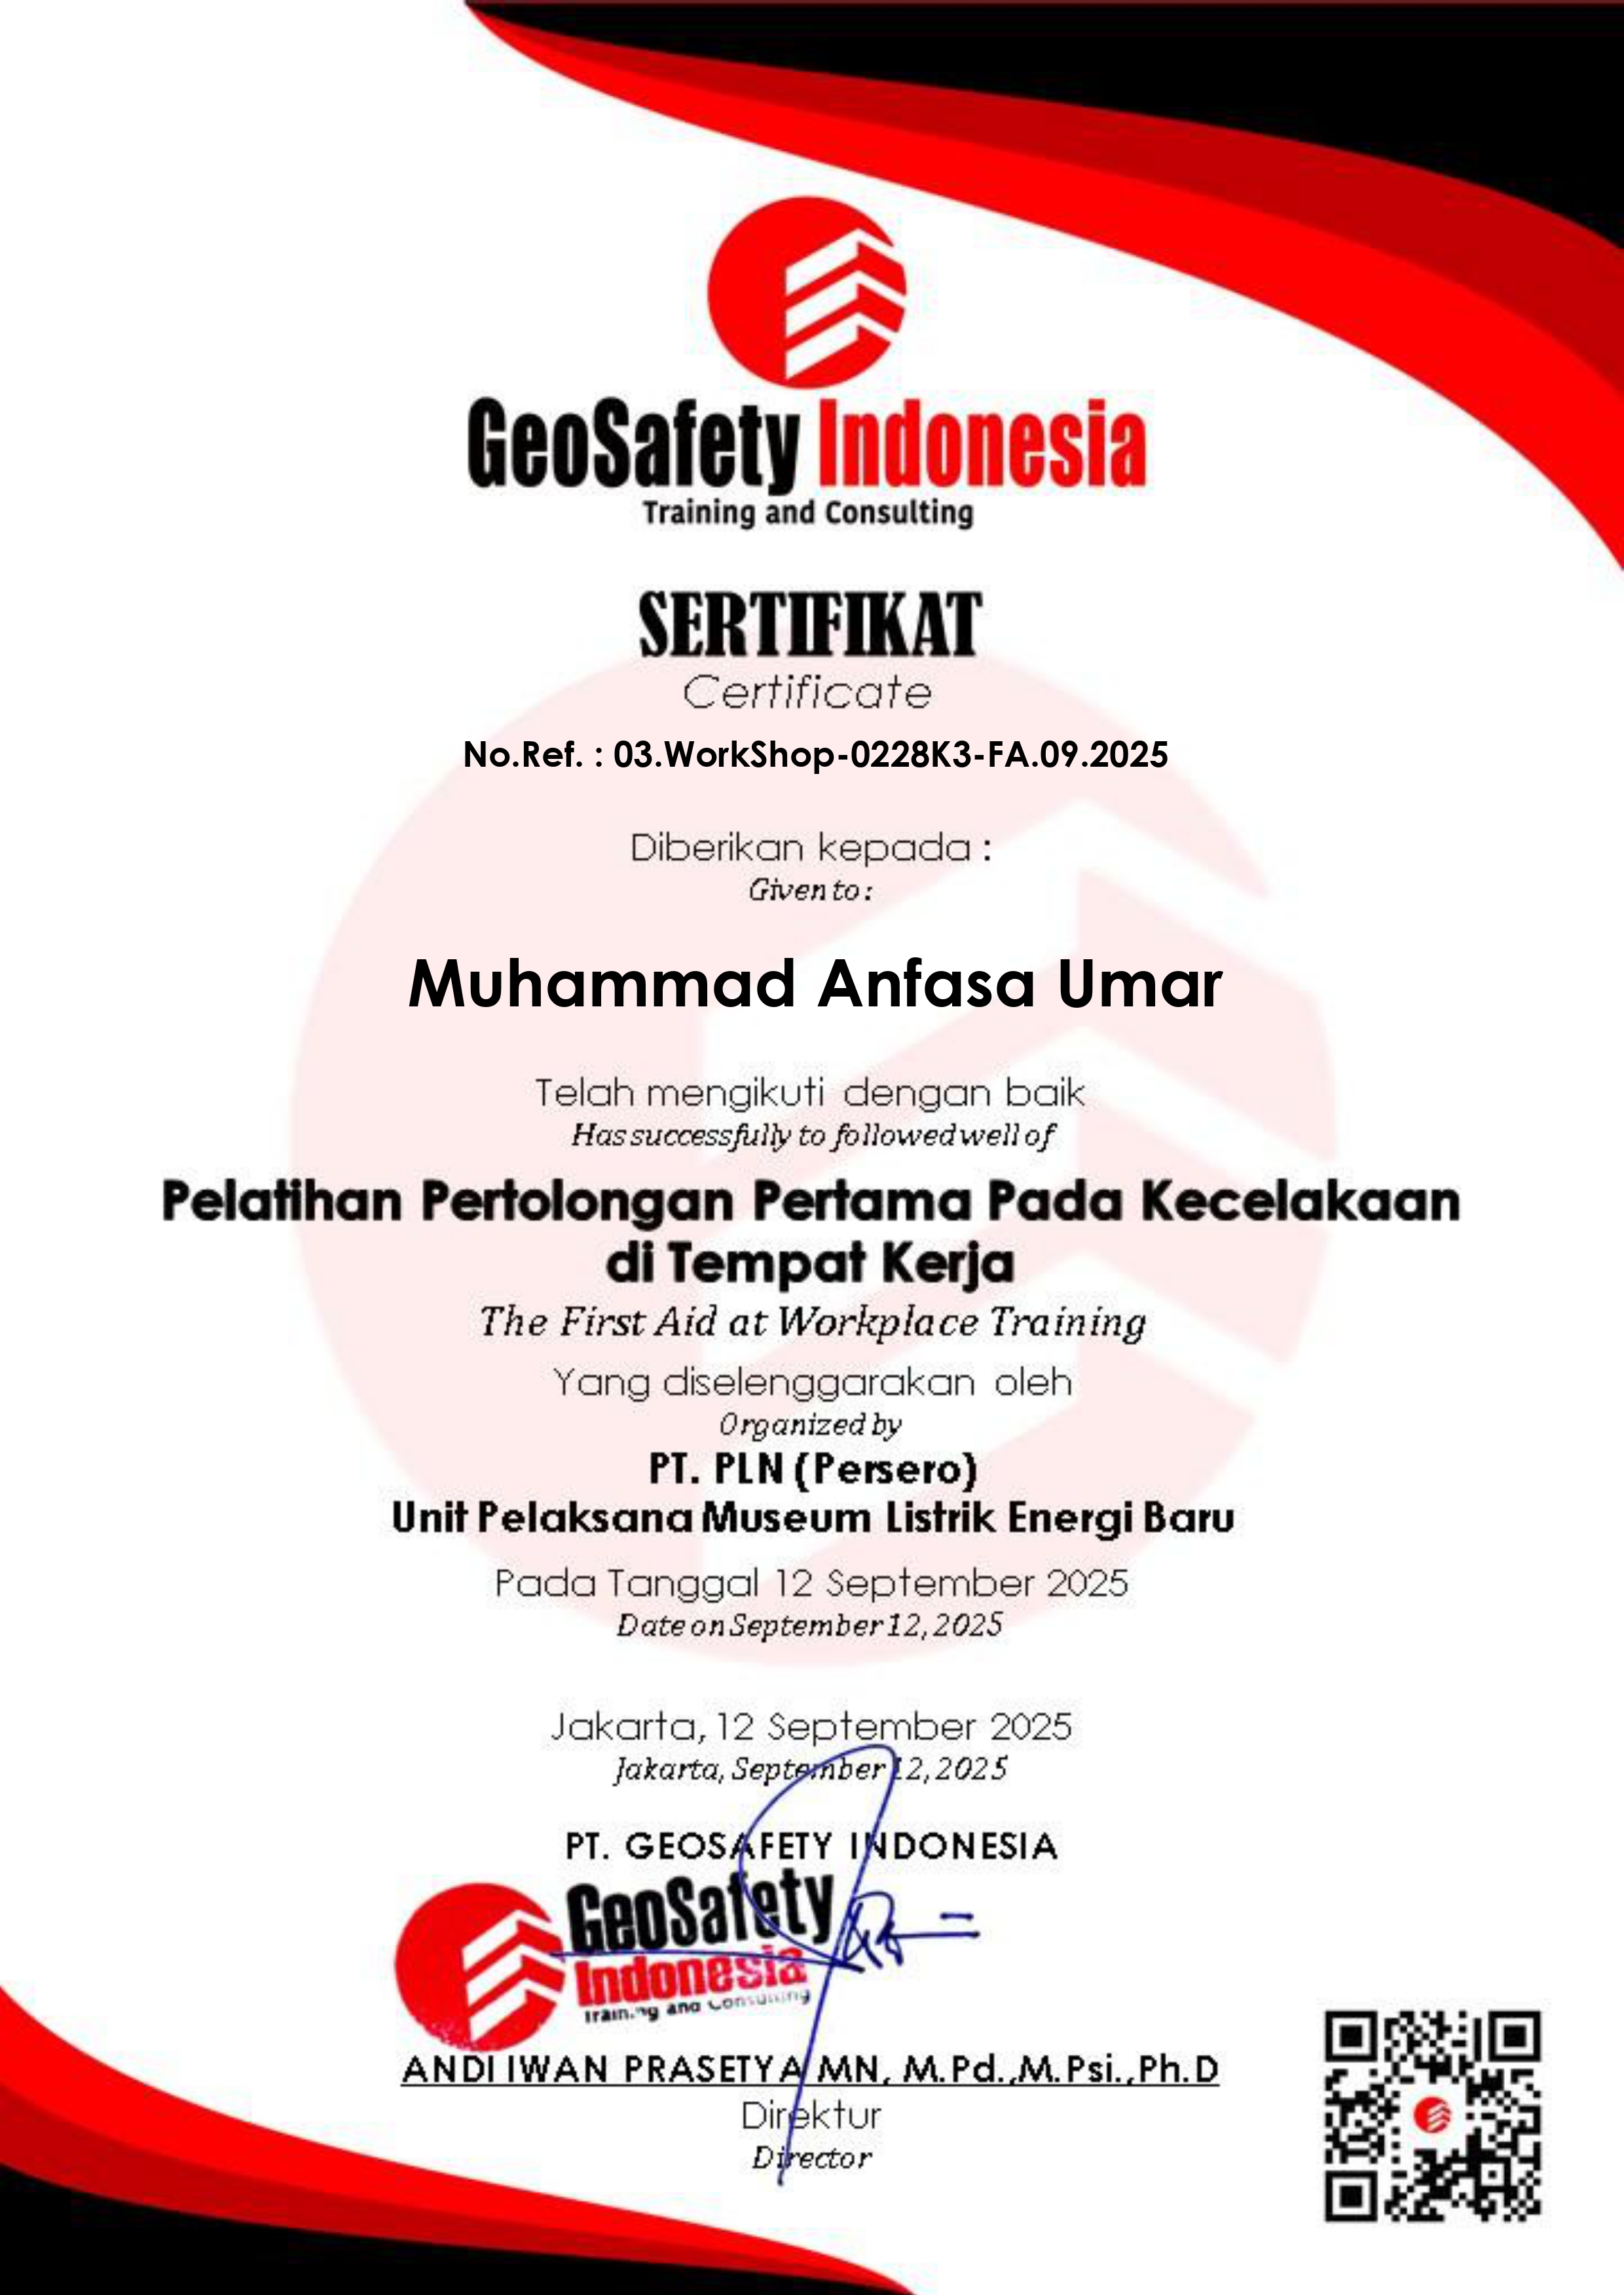 GeoSafety Indonesia
Training and Consulting
SERTIFIKAT
Certificate
No.Ref. : 03.WorkShop-0228K3-FA.09.2025
Diberikan kepada :
Given to :
Muhammad Anfasa Umar
Telah mengikuti dengan baik
Has successfully to followed well of
Pelatihan Pertolongan Pertama Pada Kecelakaan
di Tempat Kerja
The First Aid at Workplace Training
Yang diselenggarakan oleh
Organized by
PT. PLN (Persero)
Unit Pelaksana Museum Listrik Energi Baru
Pada Tanggal 12 September 2025
Date on September 12, 2025
Jakarta, 12 September 2025
Jakarta, September 12, 2025
PT. GEOSAFETY INDONESIA
GeoSafety
Indonesia
Training and Consulting
ANDI IWAN PRASETYA MN, M.Pd.,M.Psi.,Ph.D
Direktur
Director